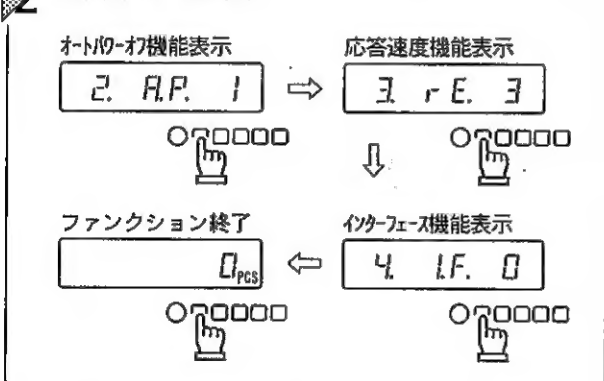 2
オートパワーオフ機能表示
2. A.P. 1
応答速度機能表示
3. rE. 3
ファンクション終了
0PCS
インターフェース機能表示
4. I.F. 0